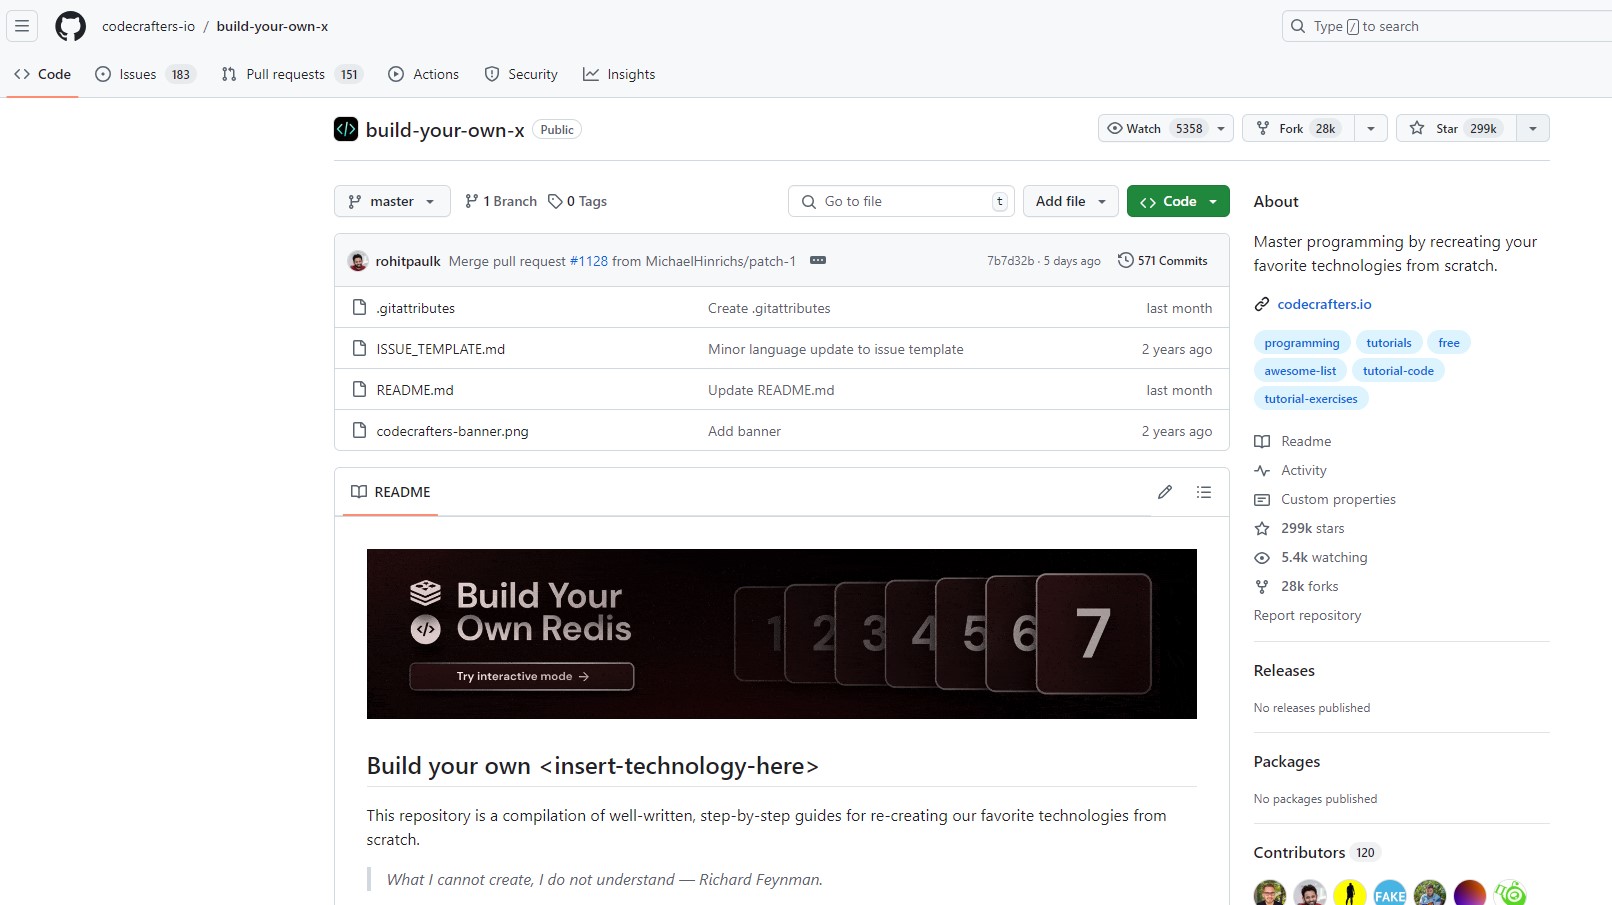 codecrafters-io / build-your-own-x
Type / to search
Code
Issues 183
Pull requests 151
Actions
Security
Insights
build-your-own-x Public
Watch 5358
Fork 28k
Star 299k
master
1 Branch
0 Tags
Go to file t
Add file
Code
rohitpaulk Merge pull request #1128 from MichaelHinrichs/patch-1
7b7d32b · 5 days ago
571 Commits
.gitattributes Create .gitattributes last month
ISSUE_TEMPLATE.md Minor language update to issue template 2 years ago
README.md Update README.md last month
codecrafters-banner.png Add banner 2 years ago
README
Build Your
Own Redis
Try interactive mode →
1 2 3 4 5 6 7
Build your own <insert-technology-here>
This repository is a compilation of well-written, step-by-step guides for re-creating our favorite technologies from
scratch.
What I cannot create, I do not understand — Richard Feynman.
About
Master programming by recreating your
favorite technologies from scratch.
codecrafters.io
programming tutorials free
awesome-list tutorial-code
tutorial-exercises
Readme
Activity
Custom properties
299k stars
5.4k watching
28k forks
Report repository
Releases
No releases published
Packages
No packages published
Contributors 120
FAKE